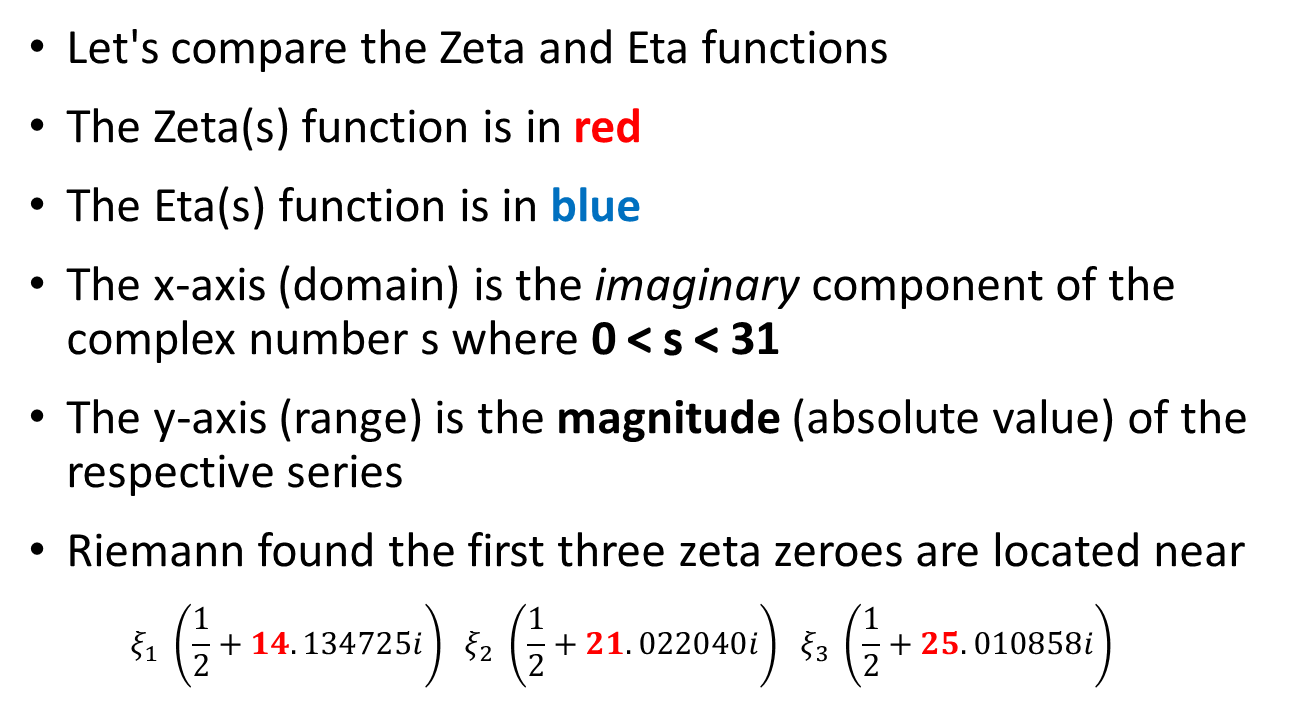 • Let's compare the Zeta and Eta functions
• The Zeta(s) function is in red
• The Eta(s) function is in blue
• The x-axis (domain) is the imaginary component of the
complex number s where 0 < s < 31
• The y-axis (range) is the magnitude (absolute value) of the
respective series
• Riemann found the first three zeta zeroes are located near
ξ₁ (1/2 + 14.134725i) ξ₂ (1/2 + 21.022040i) ξ₃ (1/2 + 25.010858i)